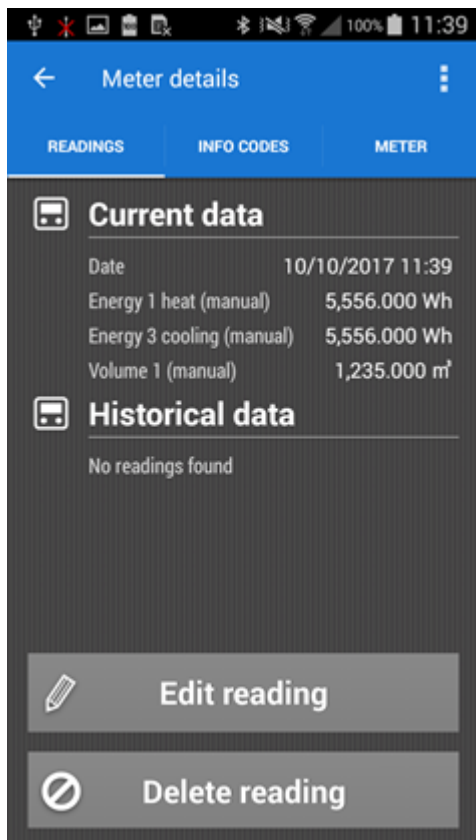 100% 11:39
Meter details
READINGS INFO CODES METER
Current data
Date 10/10/2017 11:39
Energy 1 heat (manual) 5,556.000 Wh
Energy 3 cooling (manual) 5,556.000 Wh
Volume 1 (manual) 1,235.000 m³
Historical data
No readings found
Edit reading
Delete reading